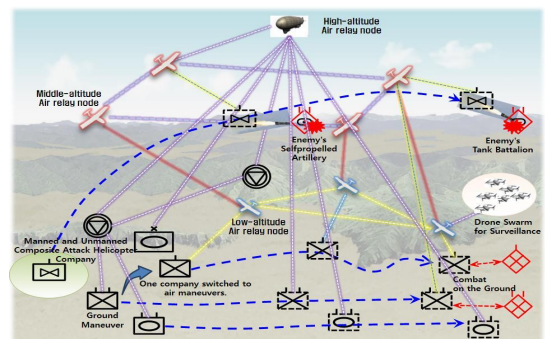 High-altitude
Air relay node
Middle-altitude
Air relay node
Enemy's
Selfpropelled
Artillery
Enemy's
Tank Battalion
Low-altitude
Air relay node
Drone Swarm
for Surveillance
Manned and Unmanned
Composite Attack Helicopter
Company
One company switched to
air maneuvers.
Combat
on the Ground
Ground
Maneuver